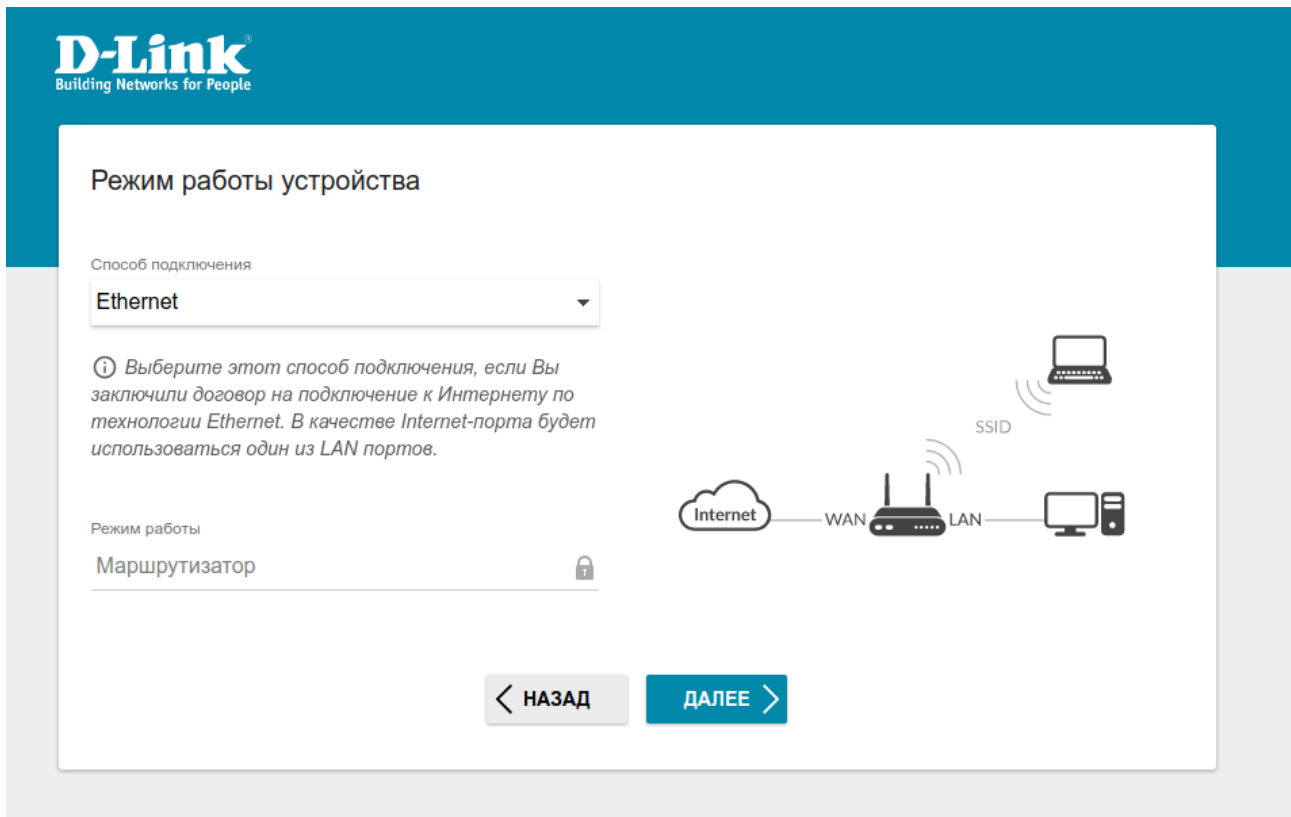 D-Link®
Building Networks for People
Режим работы устройства
Способ подключения
Ethernet
Выберите этот способ подключения, если Вы
заключили договор на подключение к Интернету по
технологии Ethernet. В качестве Internet-порта будет
использоваться один из LAN портов.
SSID
Internet
WAN
LAN
Режим работы
Маршрутизатор
НАЗАД
ДАЛЕЕ